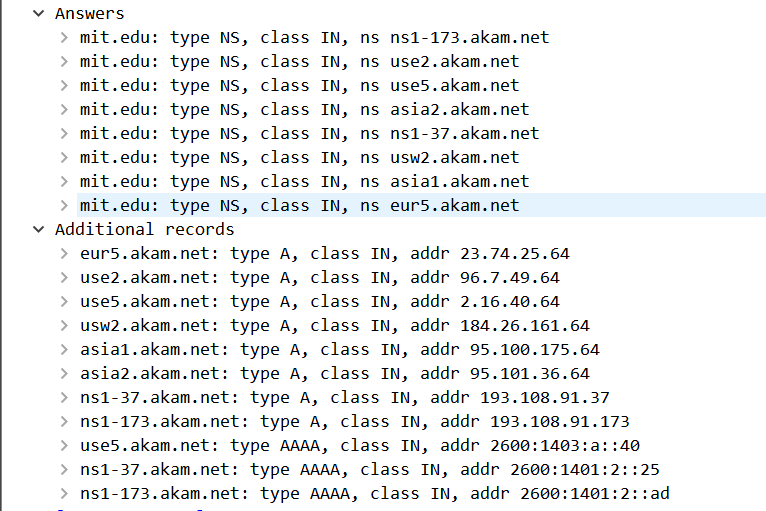 Answers
mit.edu: type NS, class IN, ns ns1-173.akam.net
mit.edu: type NS, class IN, ns use2.akam.net
mit.edu: type NS, class IN, ns use5.akam.net
mit.edu: type NS, class IN, ns asia2.akam.net
mit.edu: type NS, class IN, ns ns1-37.akam.net
mit.edu: type NS, class IN, ns usw2.akam.net
mit.edu: type NS, class IN, ns asia1.akam.net
mit.edu: type NS, class IN, ns eur5.akam.net
Additional records
eur5.akam.net: type A, class IN, addr 23.74.25.64
use2.akam.net: type A, class IN, addr 96.7.49.64
use5.akam.net: type A, class IN, addr 2.16.40.64
usw2.akam.net: type A, class IN, addr 184.26.161.64
asia1.akam.net: type A, class IN, addr 95.100.175.64
asia2.akam.net: type A, class IN, addr 95.101.36.64
ns1-37.akam.net: type A, class IN, addr 193.108.91.37
ns1-173.akam.net: type A, class IN, addr 193.108.91.173
use5.akam.net: type AAAA, class IN, addr 2600:1403:a::40
ns1-37.akam.net: type AAAA, class IN, addr 2600:1401:2::25
ns1-173.akam.net: type AAAA, class IN, addr 2600:1401:2::ad